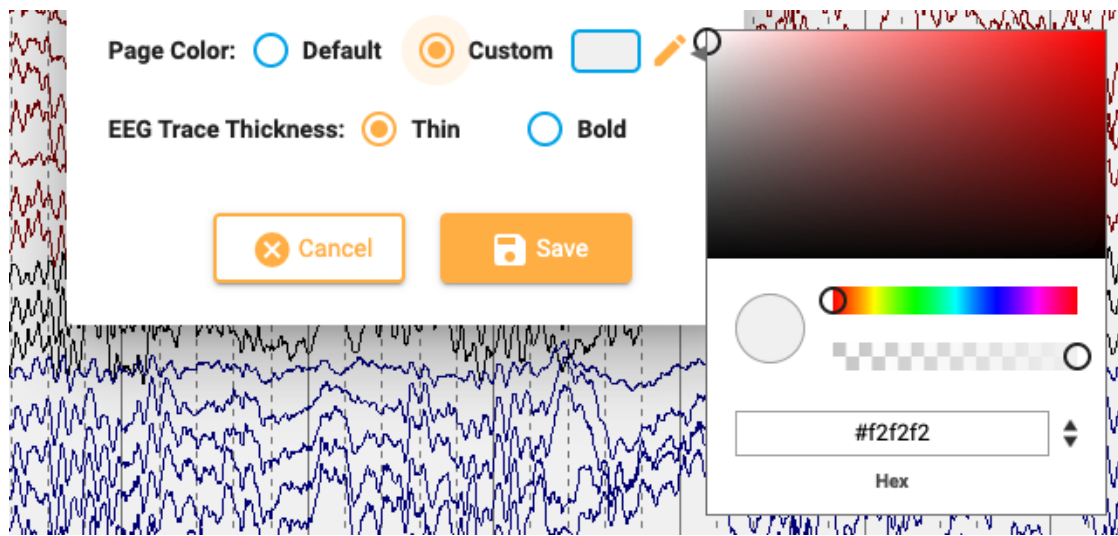 Page Color: Default Custom
EEG Trace Thickness: Thin Bold
Cancel Save
#f2f2f2
Hex